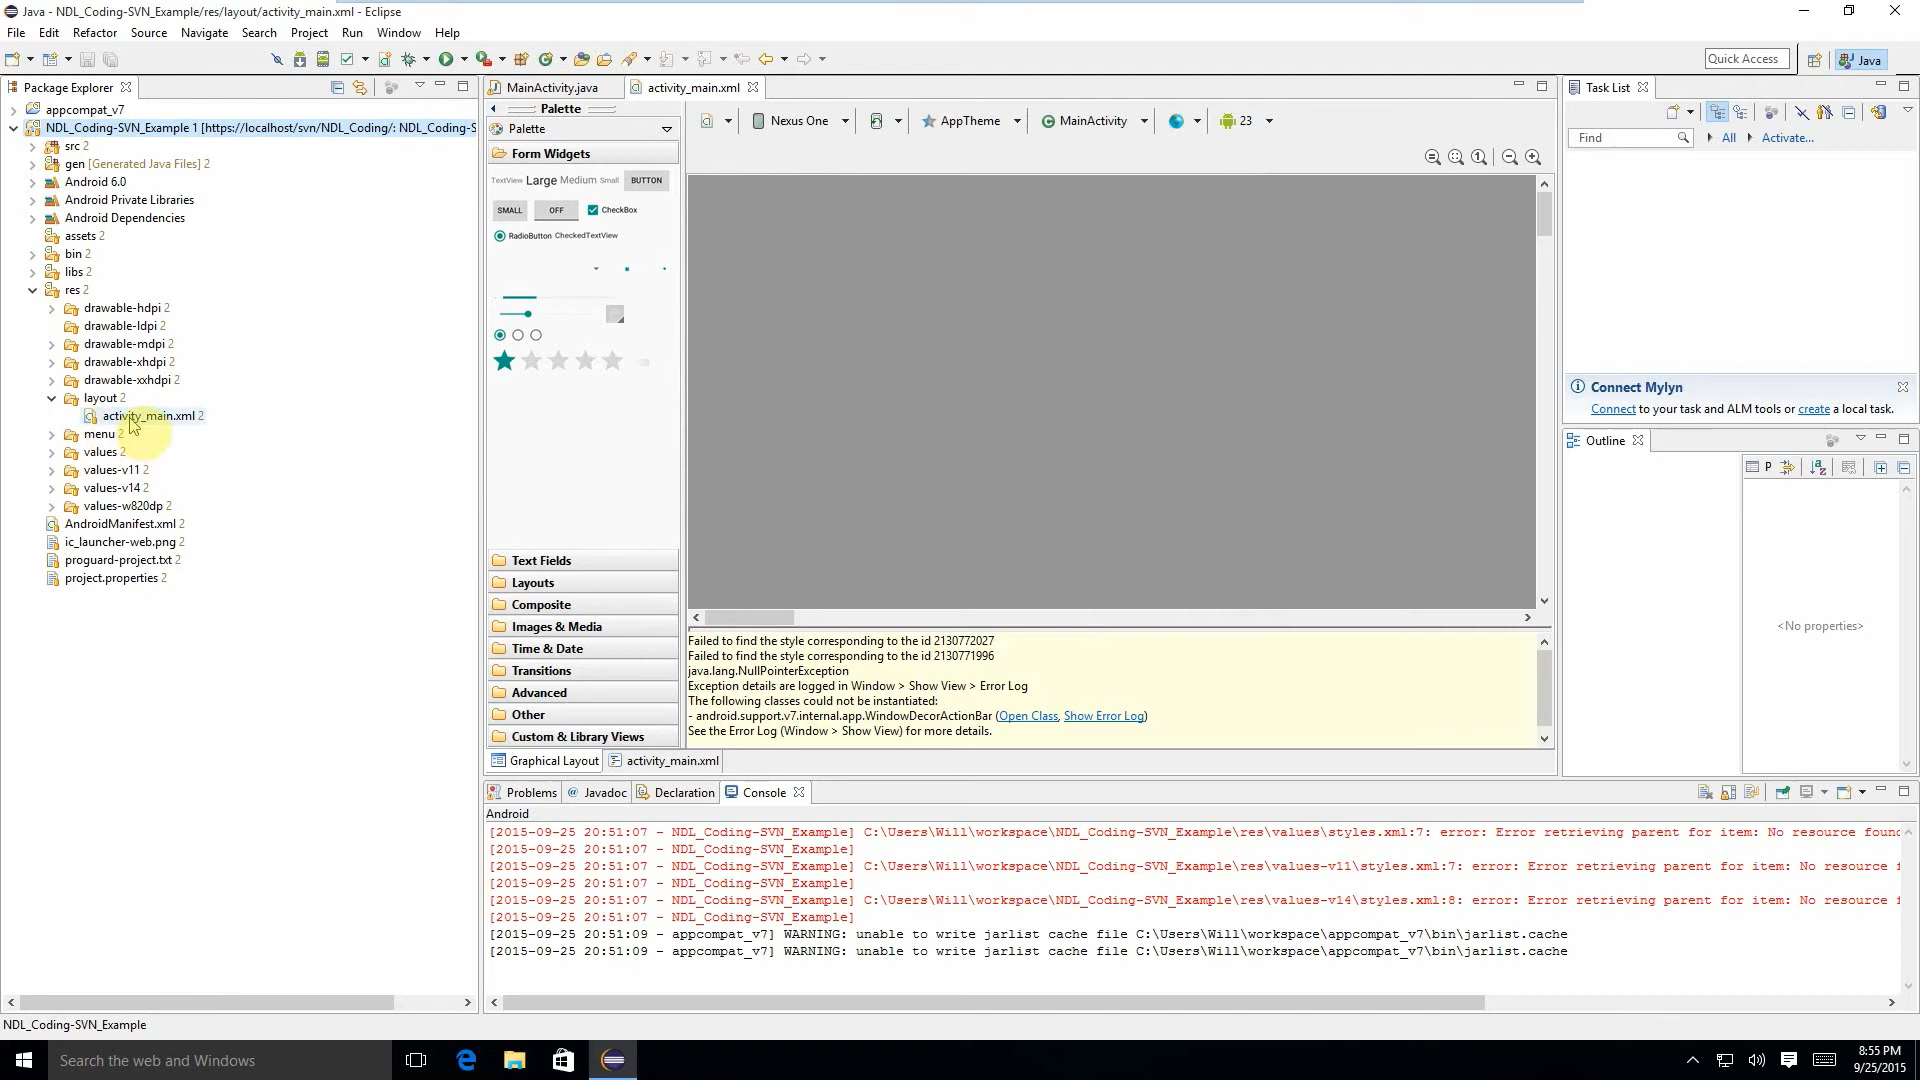 Java - NDL_Coding-SVN_Example/res/layout/activity_main.xml - Eclipse
File Edit Refactor Source Navigate Search Project Run Window Help
Quick Access
Java
Package Explorer
appcompat_v7
NDL_Coding-SVN_Example 1 [https://localhost/svn/NDL_Coding/: NDL_Coding-S
src 2
gen [Generated Java Files] 2
Android 6.0
Android Private Libraries
Android Dependencies
assets 2
bin 2
libs 2
res 2
drawable-hdpi 2
drawable-ldpi 2
drawable-mdpi 2
drawable-xhdpi 2
drawable-xxhdpi 2
layout 2
activity_main.xml 2
menu 2
values 2
values-v11 2
values-v14 2
values-w820dp 2
AndroidManifest.xml 2
ic_launcher-web.png 2
proguard-project.txt 2
project.properties 2
MainActivity.java
activity_main.xml
Palette
Palette
Form Widgets
TextView Large Medium Small BUTTON
SMALL OFF CheckBox
RadioButton CheckedTextView
Text Fields
Layouts
Composite
Images & Media
Time & Date
Transitions
Advanced
Other
Custom & Library Views
Nexus One AppTheme MainActivity 23
Failed to find the style corresponding to the id 2130772027
Failed to find the style corresponding to the id 2130771996
java.lang.NullPointerException
Exception details are logged in Window > Show View > Error Log
The following classes could not be instantiated:
- android.support.v7.internal.app.WindowDecorActionBar (Open Class, Show Error Log)
See the Error Log (Window > Show View) for more details.
Graphical Layout activity_main.xml
Task List
Find All Activate...
Connect Mylyn
Connect to your task and ALM tools or create a local task.
Outline
P
<No properties>
Problems Javadoc Declaration Console
Android
[2015-09-25 20:51:07 - NDL_Coding-SVN_Example] C:\Users\Will\workspace\NDL_Coding-SVN_Example\res\values\styles.xml:7: error: Error retrieving parent for item: No resource found
[2015-09-25 20:51:07 - NDL_Coding-SVN_Example]
[2015-09-25 20:51:07 - NDL_Coding-SVN_Example] C:\Users\Will\workspace\NDL_Coding-SVN_Example\res\values-v11\styles.xml:7: error: Error retrieving parent for item: No resource f
[2015-09-25 20:51:07 - NDL_Coding-SVN_Example]
[2015-09-25 20:51:07 - NDL_Coding-SVN_Example] C:\Users\Will\workspace\NDL_Coding-SVN_Example\res\values-v14\styles.xml:8: error: Error retrieving parent for item: No resource f
[2015-09-25 20:51:07 - NDL_Coding-SVN_Example]
[2015-09-25 20:51:09 - appcompat_v7] WARNING: unable to write jarlist cache file C:\Users\Will\workspace\appcompat_v7\bin\jarlist.cache
[2015-09-25 20:51:09 - appcompat_v7] WARNING: unable to write jarlist cache file C:\Users\Will\workspace\appcompat_v7\bin\jarlist.cache
NDL_Coding-SVN_Example
Search the web and Windows
8:55 PM
9/25/2015